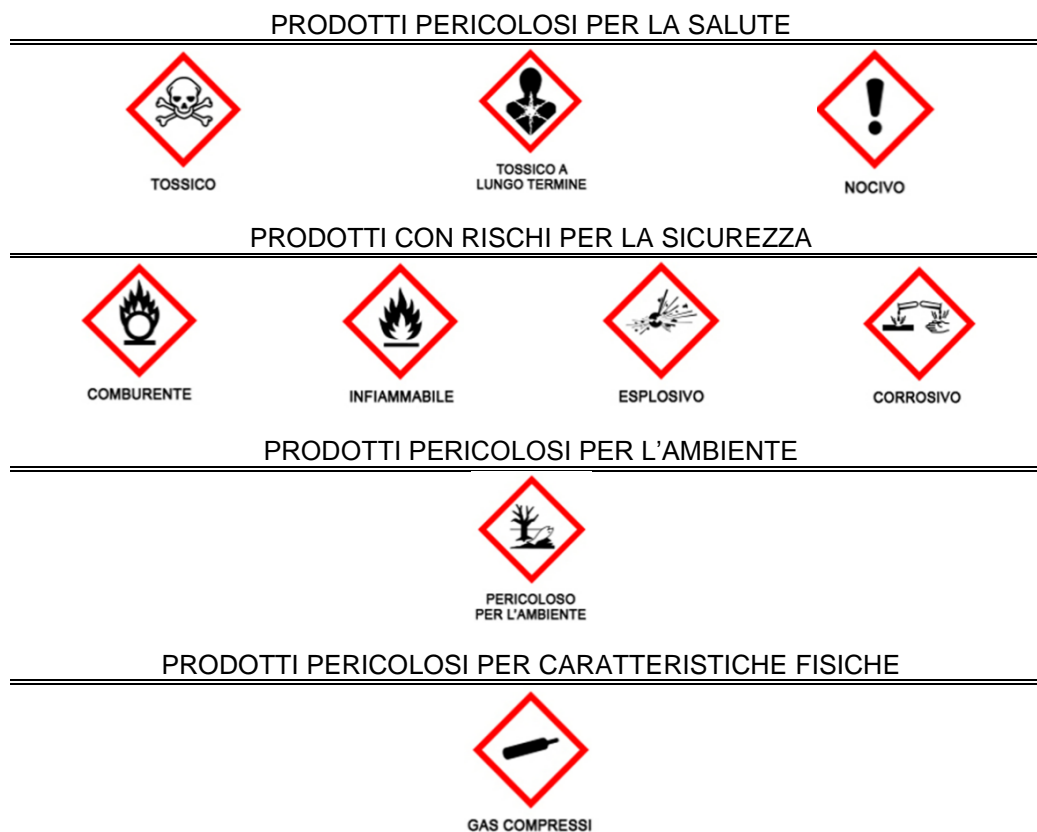 PRODOTTI PERICOLOSI PER LA SALUTE
TOSSICO
TOSSICO A
LUNGO TERMINE
NOCIVO
PRODOTTI CON RISCHI PER LA SICUREZZA
COMBURENTE
INFIAMMABILE
ESPLOSIVO
CORROSIVO
PRODOTTI PERICOLOSI PER L’AMBIENTE
PERICOLOSO
PER L'AMBIENTE
PRODOTTI PERICOLOSI PER CARATTERISTICHE FISICHE
GAS COMPRESSI